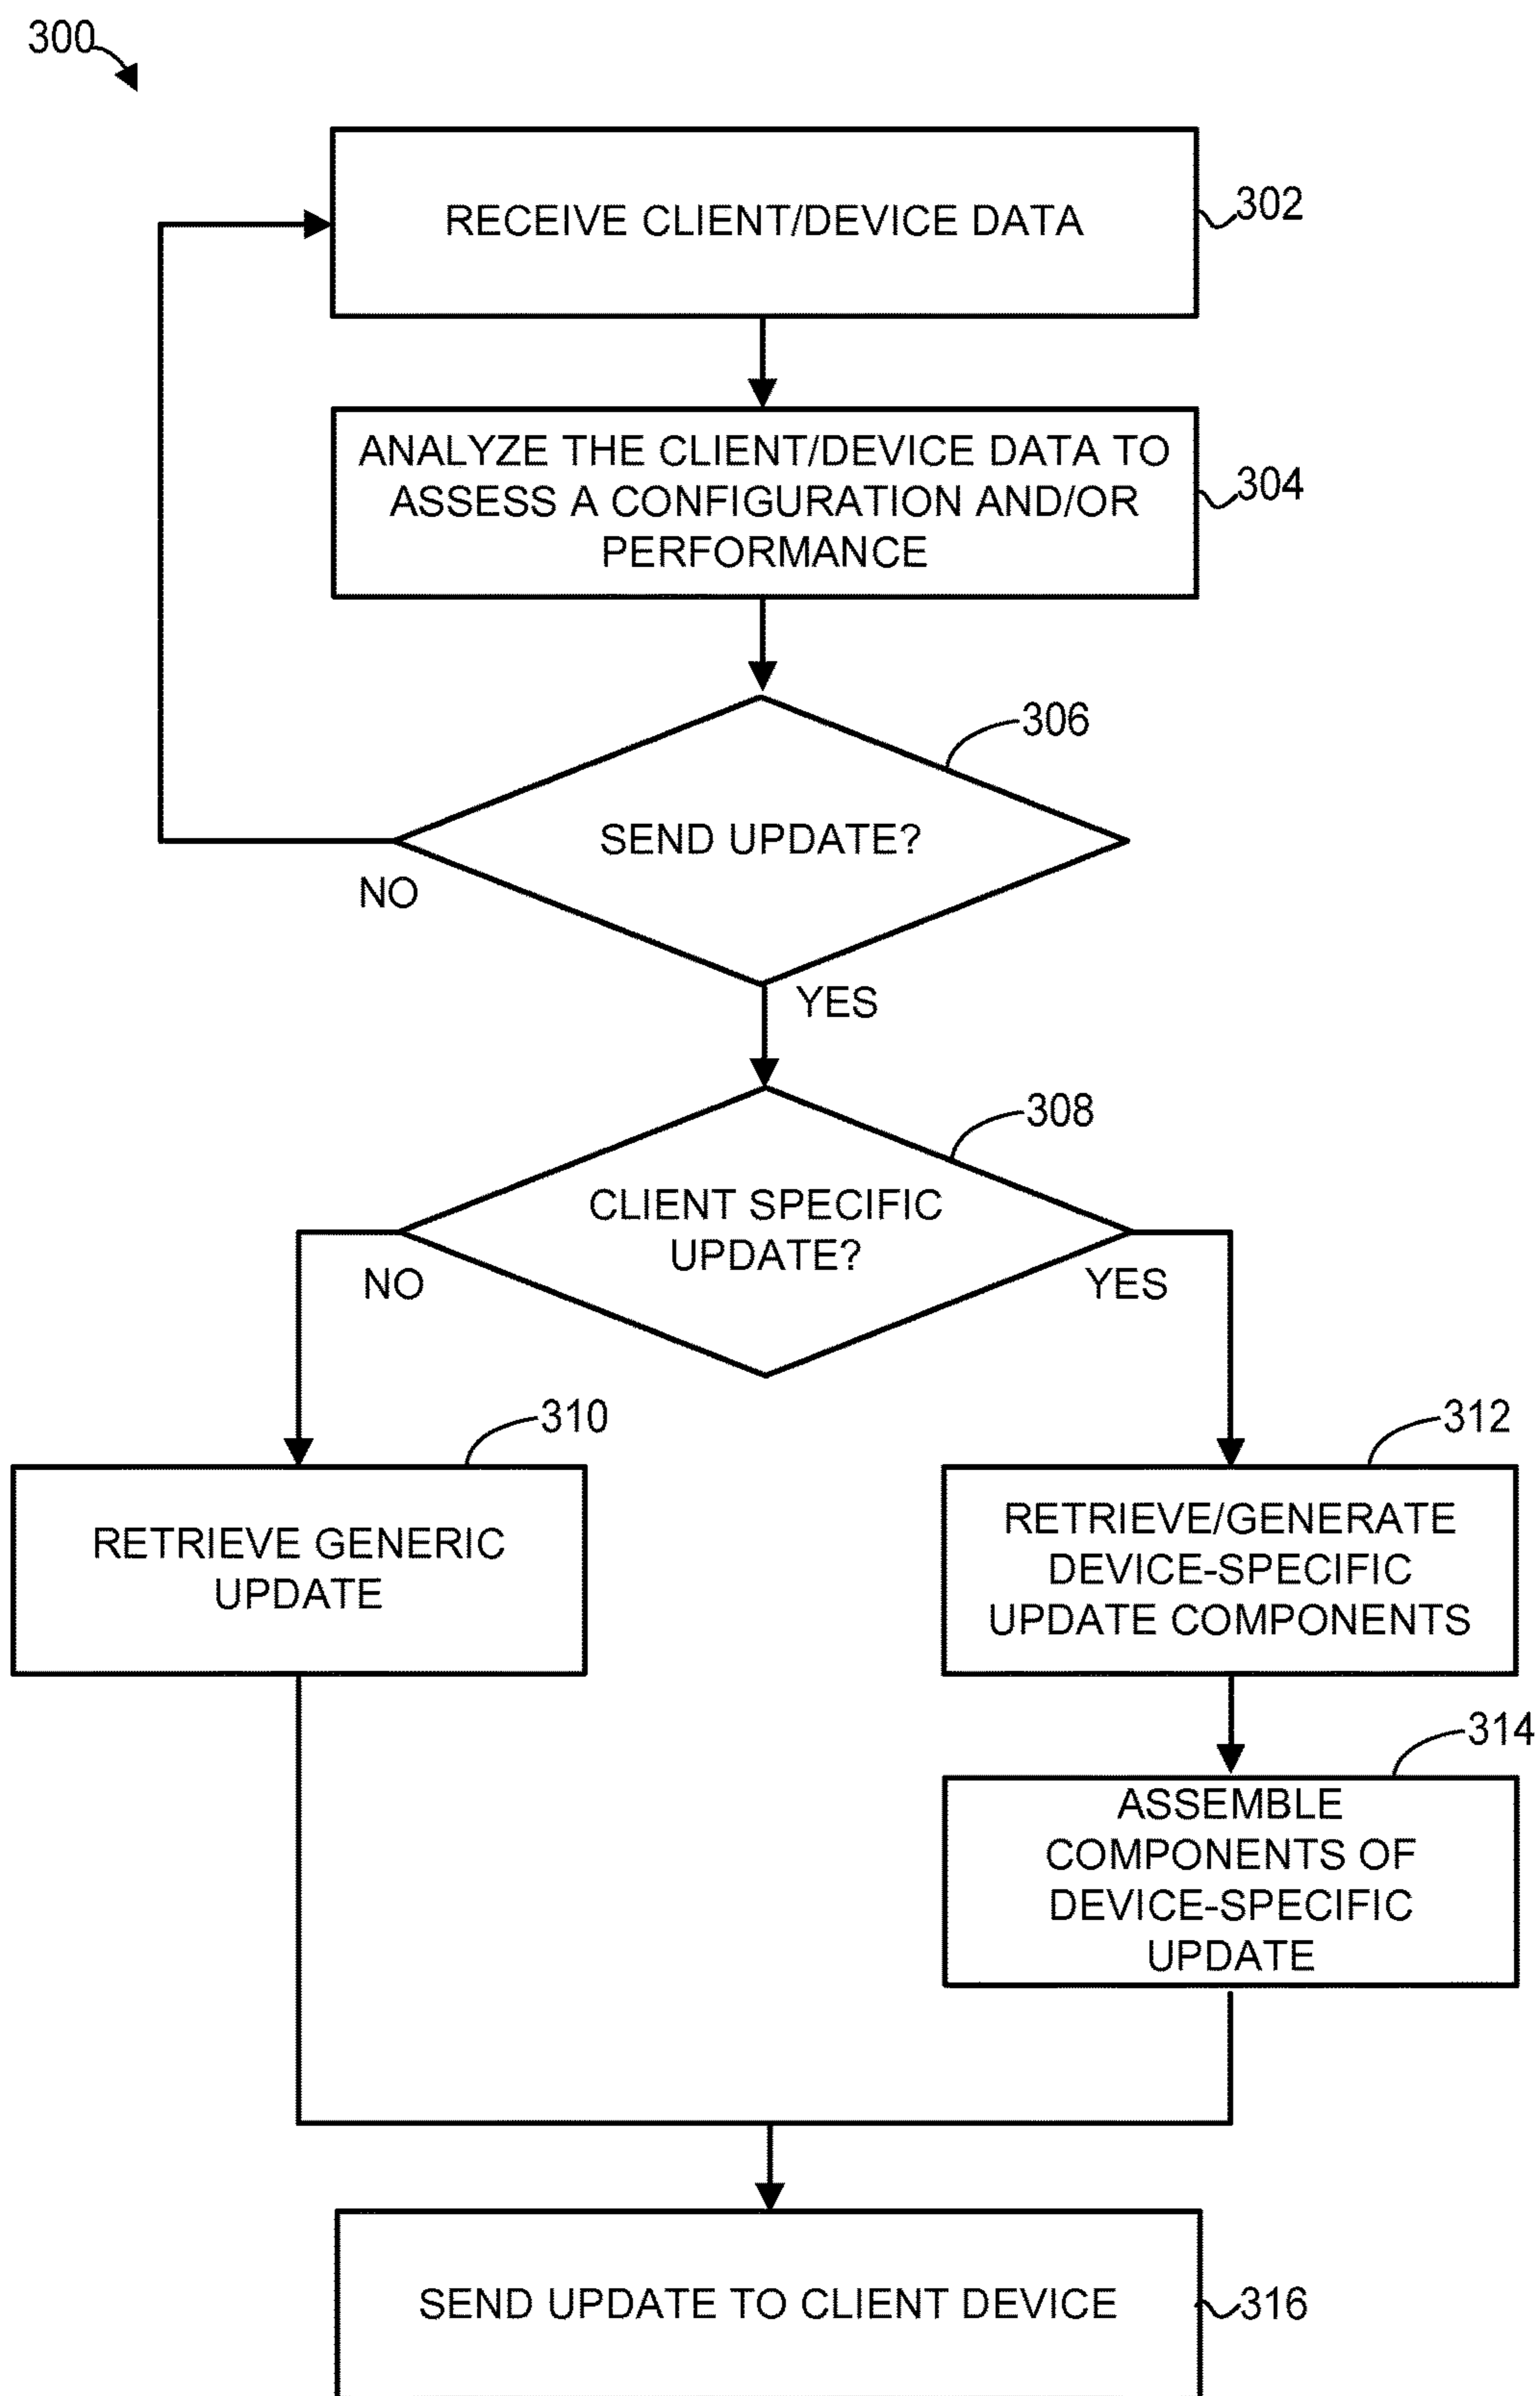 300
RECEIVE CLIENT/DEVICE DATA
302
ANALYZE THE CLIENT/DEVICE DATA TO
ASSESS A CONFIGURATION AND/OR
PERFORMANCE
304
306
SEND UPDATE?
NO
YES
308
CLIENT SPECIFIC
UPDATE?
NO
YES
310
RETRIEVE GENERIC
UPDATE
312
RETRIEVE/GENERATE
DEVICE-SPECIFIC
UPDATE COMPONENTS
314
ASSEMBLE
COMPONENTS OF
DEVICE-SPECIFIC
UPDATE
SEND UPDATE TO CLIENT DEVICE
316